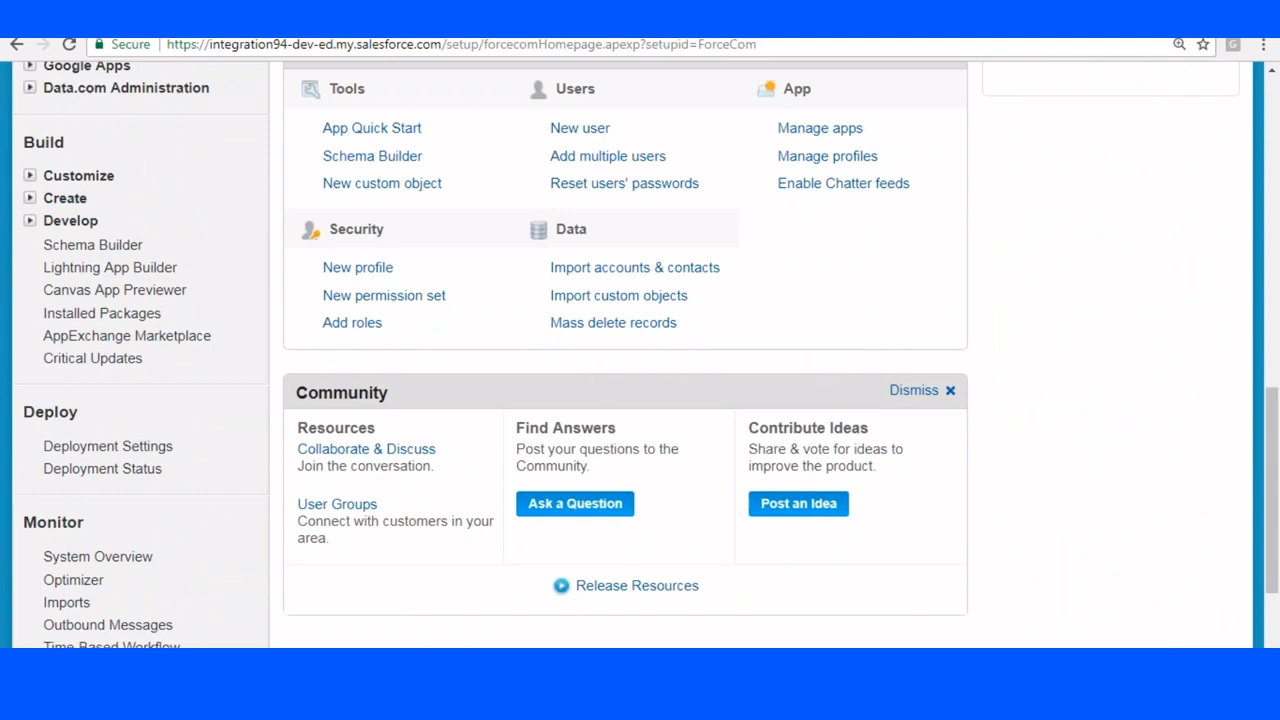 Secure https://integration94-dev-ed.my.salesforce.com/setup/forcecomHomepage.apexp?setupid=ForceCom
G
Google Apps
Data.com Administration
Build
Customize
Create
Develop
Schema Builder
Lightning App Builder
Canvas App Previewer
Installed Packages
AppExchange Marketplace
Critical Updates
Deploy
Deployment Settings
Deployment Status
Monitor
System Overview
Optimizer
Imports
Outbound Messages
Time-Based Workflow
Tools
App Quick Start
Schema Builder
New custom object
Users
New user
Add multiple users
Reset users' passwords
App
Manage apps
Manage profiles
Enable Chatter feeds
Security
New profile
New permission set
Add roles
Data
Import accounts & contacts
Import custom objects
Mass delete records
Community
Dismiss
Resources
Collaborate & Discuss
Join the conversation.
User Groups
Connect with customers in your
area.
Find Answers
Post your questions to the
Community.
Ask a Question
Contribute Ideas
Share & vote for ideas to
improve the product.
Post an Idea
Release Resources